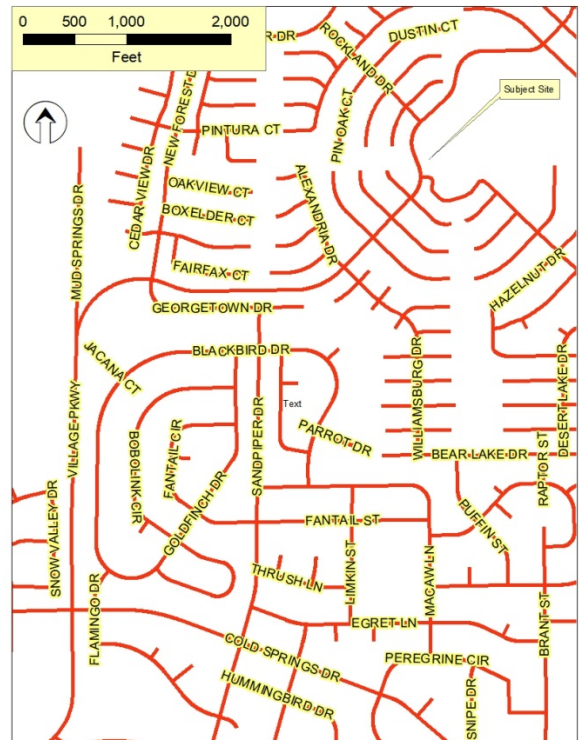 0 500 1,000 2,000
Feet
R DR
ROCKLAND DR
DUSTIN CT
Subject Site
NEW FOREST D
PINTURA CT
PIN OAK CT
CEDAR VIEW DR
OAKVIEW CT
ALEXANDRIA DR
BOXELDER CT
MUD SPRINGS DR
FAIRFAX CT
HAZELNUT DR
GEORGETOWN DR
JACANA CT
BLACKBIRD DR
WILLIAMSBURG DR
DESERT LAKE DR
Text
VILLAGE PKWY
BOBOLINK CIR
FANTAIL CIR
SANDPIPER DR
PARROT DR
BEAR LAKE DR
RAPTOR ST
GOLDFINCH DR
SNOW VALLEY DR
FANTAIL ST
PUFFIN ST
THRUSH LN
LIMKIN ST
MACAW LN
FLAMINGO DR
EGRET LN
BRANT ST
COLD SPRINGS DR
PEREGRINE CIR
HUMMINGBIRD DR
SNIPE DR